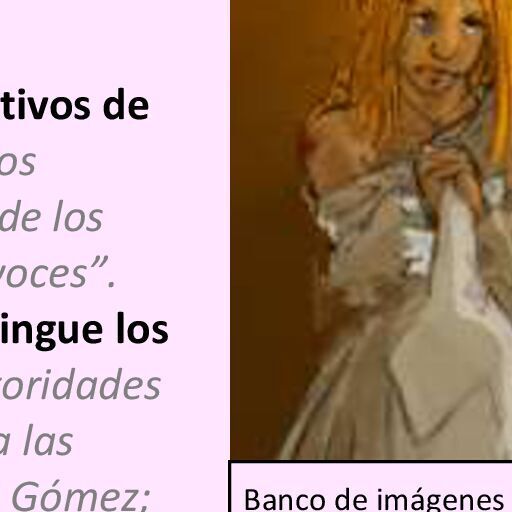 tivos de
os
de los
voces”.
ingue los
oridades
a las
Gómez;
Banco de imágenes